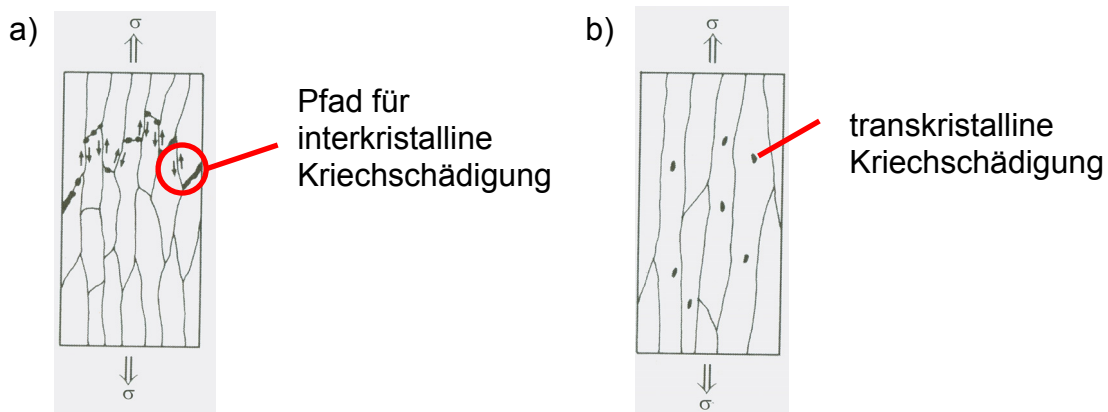 a)
σ
Pfad für
interkristalline
Kriechschädigung
σ
b)
σ
transkristalline
Kriechschädigung
σ